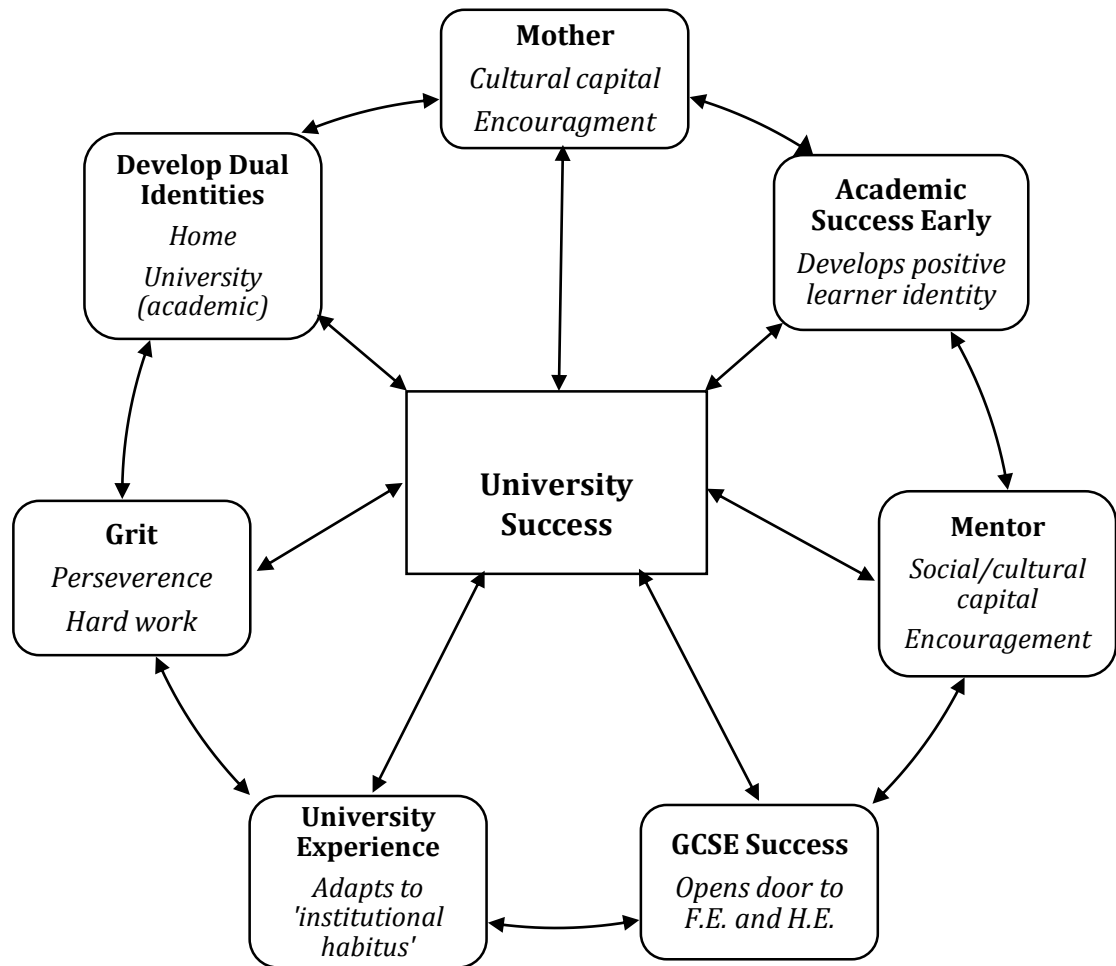 Mother
Cultural capital
Encouragment
Develop Dual
Identities
Home
University
(academic)
Academic
Success Early
Develops positive
learner identity
University
Success
Grit
Perseverence
Hard work
Mentor
Social/cultural
capital
Encouragement
University
Experience
Adapts to
'institutional
habitus'
GCSE Success
Opens door to
F.E. and H.E.